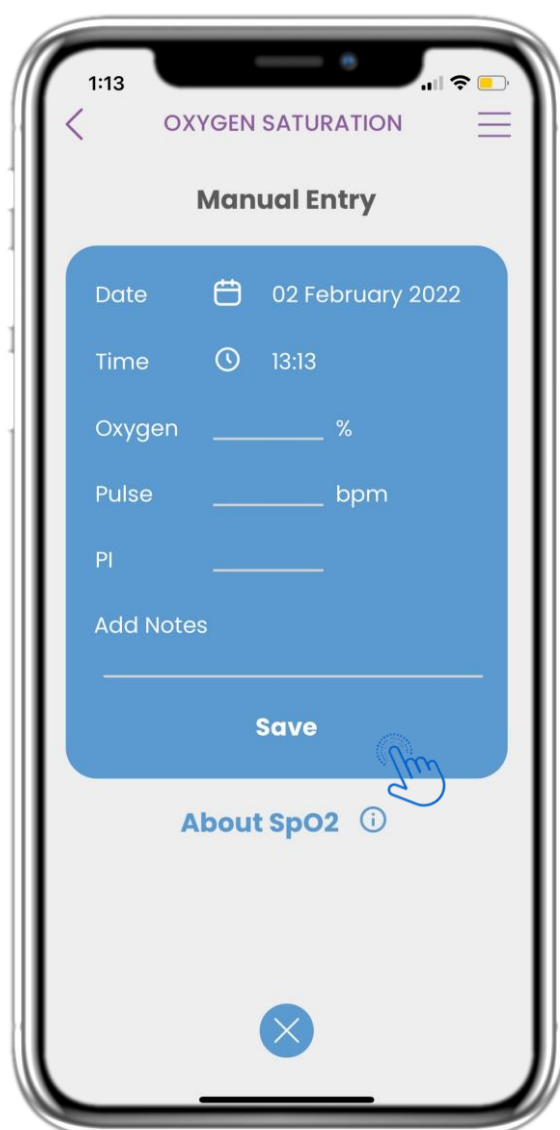 1:13
OXYGEN SATURATION
Manual Entry
Date 02 February 2022
Time 13:13
Oxygen %
Pulse bpm
PI
Add Notes
Save
About SpO2